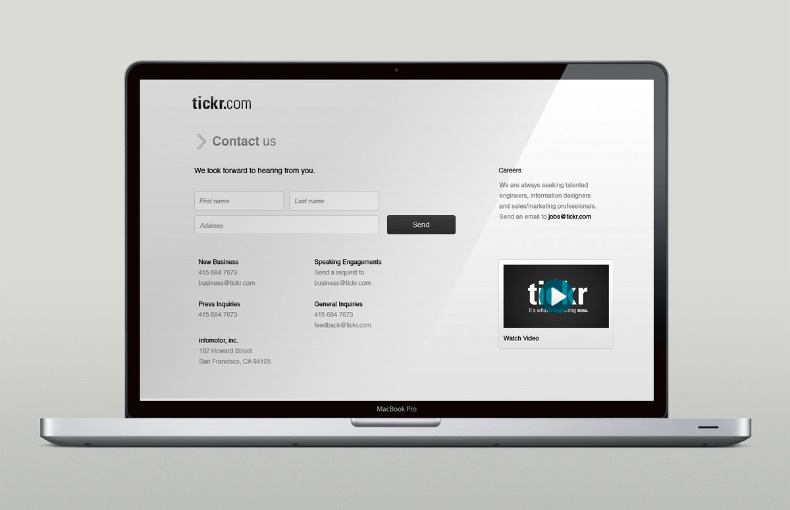 tickr.com
Contact us
We look forward to hearing from you.
First name
Last name
Address
Send
New Business
415 684 7673
business@tickr.com
Speaking Engagements
Send a request to
business@tickr.com
Press Inquiries
415 684 7673
General Inquiries
415 684 7673
feedback@tickr.com
infomotor, inc.
182 Howard Street
San Francisco, CA 94105
Careers
We are always seeking talented
engineers, information designers
and sales/marketing professionals.
Send an email to jobs@tickr.com
tickr
it's what's happening now.
Watch Video
MacBook Pro